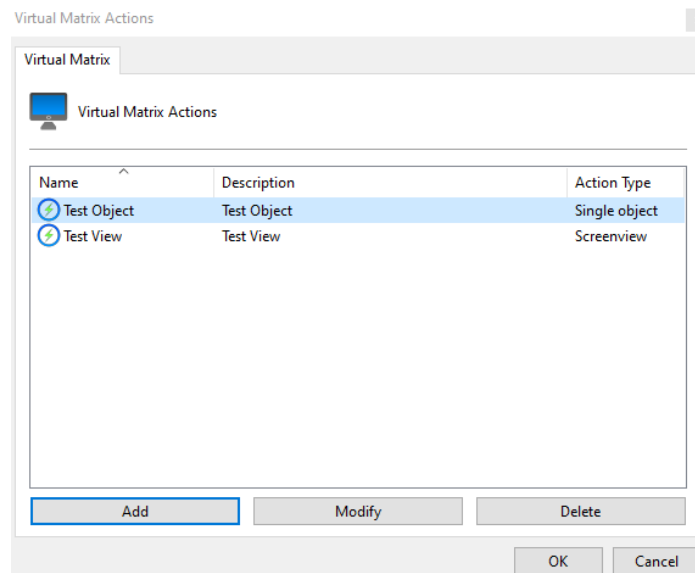 Virtual Matrix Actions
Virtual Matrix
Virtual Matrix Actions
Name Description Action Type
Test Object Test Object Single object
Test View Test View Screenview
Add Modify Delete
OK Cancel